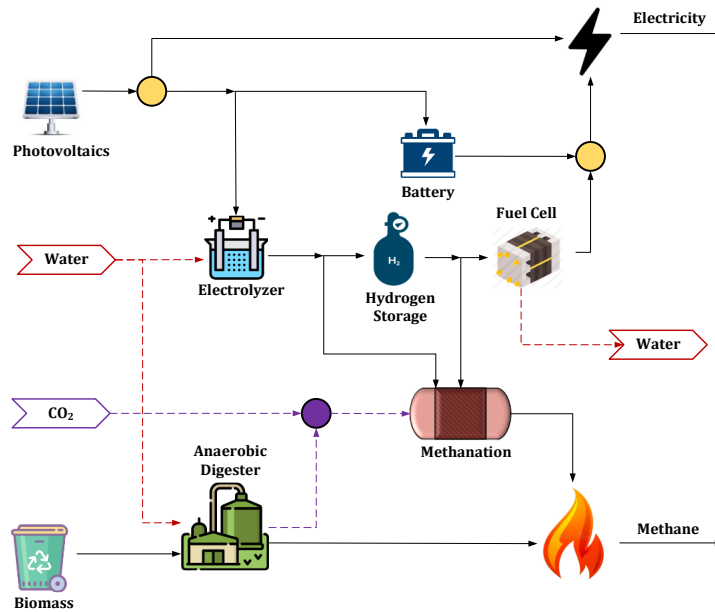 Electricity
Photovoltaics
Battery
Fuel Cell
+ −
Water
Electrolyzer
H₂
Hydrogen
Storage
Water
CO₂
Anaerobic
Digester
Methanation
Methane
Biomass